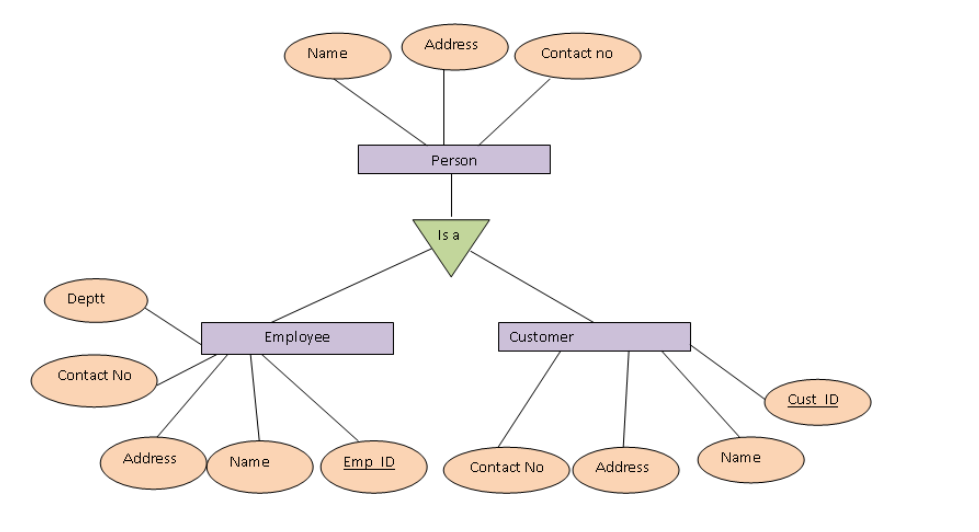 Name
Address
Contact no
Person
Is a
Deptt
Employee
Customer
Contact No
Cust_ID
Address
Name
Emp_ID
Contact No
Address
Name